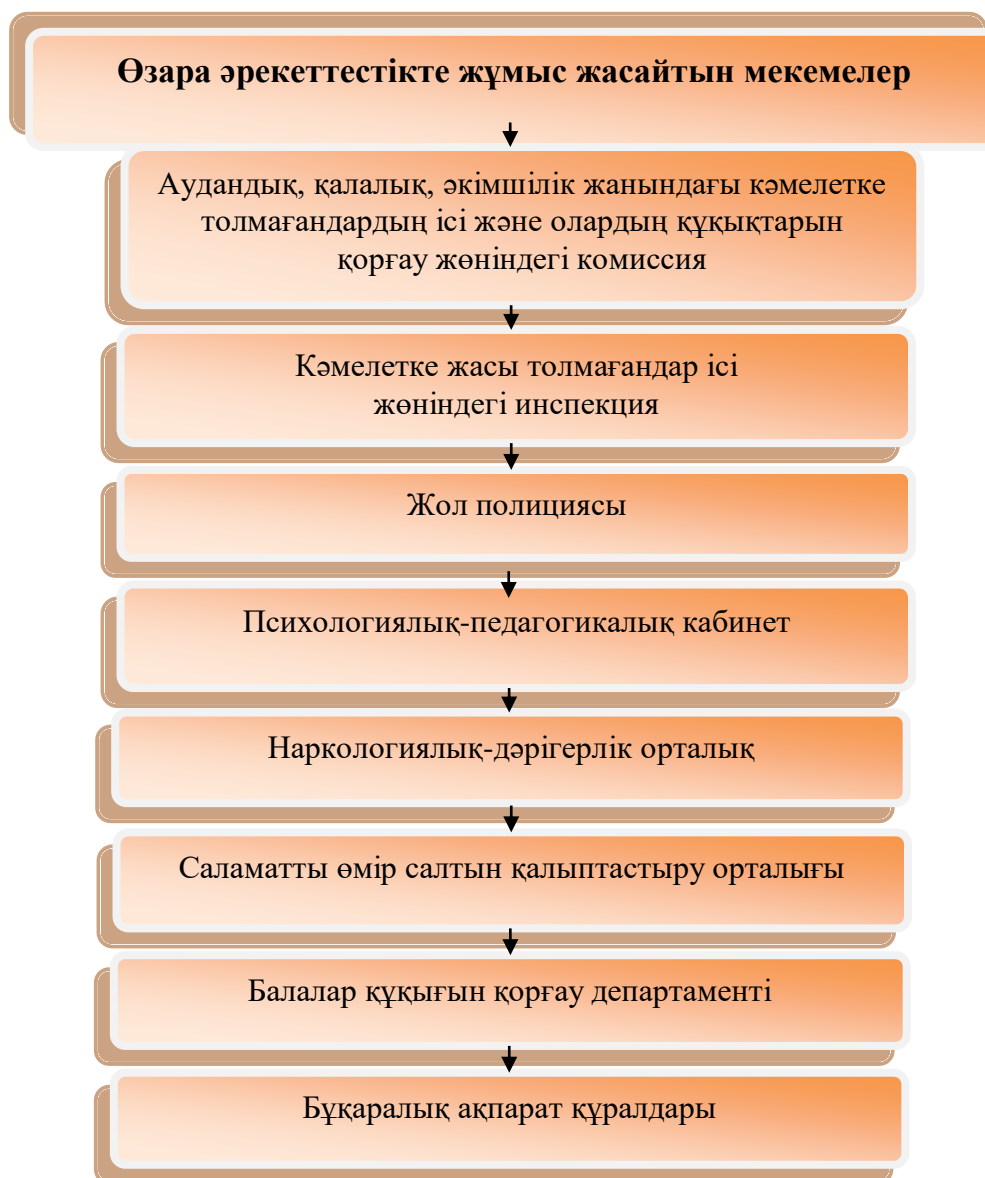 Өзара әрекеттестікте жұмыс жасайтын мекемелер
Аудандық, қалалық, әкімшілік жанындағы кәмелетке
толмағандардың ісі және олардың құқықтарын
қорғау жөніндегі комиссия
Кәмелетке жасы толмағандар ісі
жөніндегі инспекция
Жол полициясы
Психологиялық-педагогикалық кабинет
Наркологиялық-дәрігерлік орталық
Саламатты өмір салтын қалыптастыру орталығы
Балалар құқығын қорғау департаменті
Бұқаралық ақпарат құралдары